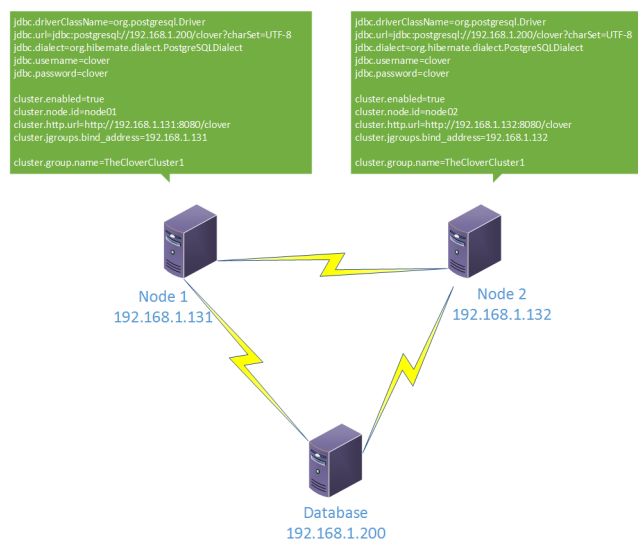 jdbc.driverClassName=org.postgresql.Driver
jdbc.url=jdbc:postgresql://192.168.1.200/clover?charSet=UTF-8
jdbc.dialect=org.hibernate.dialect.PostgreSQLDialect
jdbc.username=clover
jdbc.password=clover
cluster.enabled=true
cluster.node.id=node01
cluster.http.url=http://192.168.1.131:8080/clover
cluster.jgroups.bind_address=192.168.1.131
cluster.group.name=TheCloverCluster1
jdbc.driverClassName=org.postgresql.Driver
jdbc.url=jdbc:postgresql://192.168.1.200/clover?charSet=UTF-8
jdbc.dialect=org.hibernate.dialect.PostgreSQLDialect
jdbc.username=clover
jdbc.password=clover
cluster.enabled=true
cluster.node.id=node02
cluster.http.url=http://192.168.1.132:8080/clover
cluster.jgroups.bind_address=192.168.1.132
cluster.group.name=TheCloverCluster1
Node 1
192.168.1.131
Node 2
192.168.1.132
Database
192.168.1.200